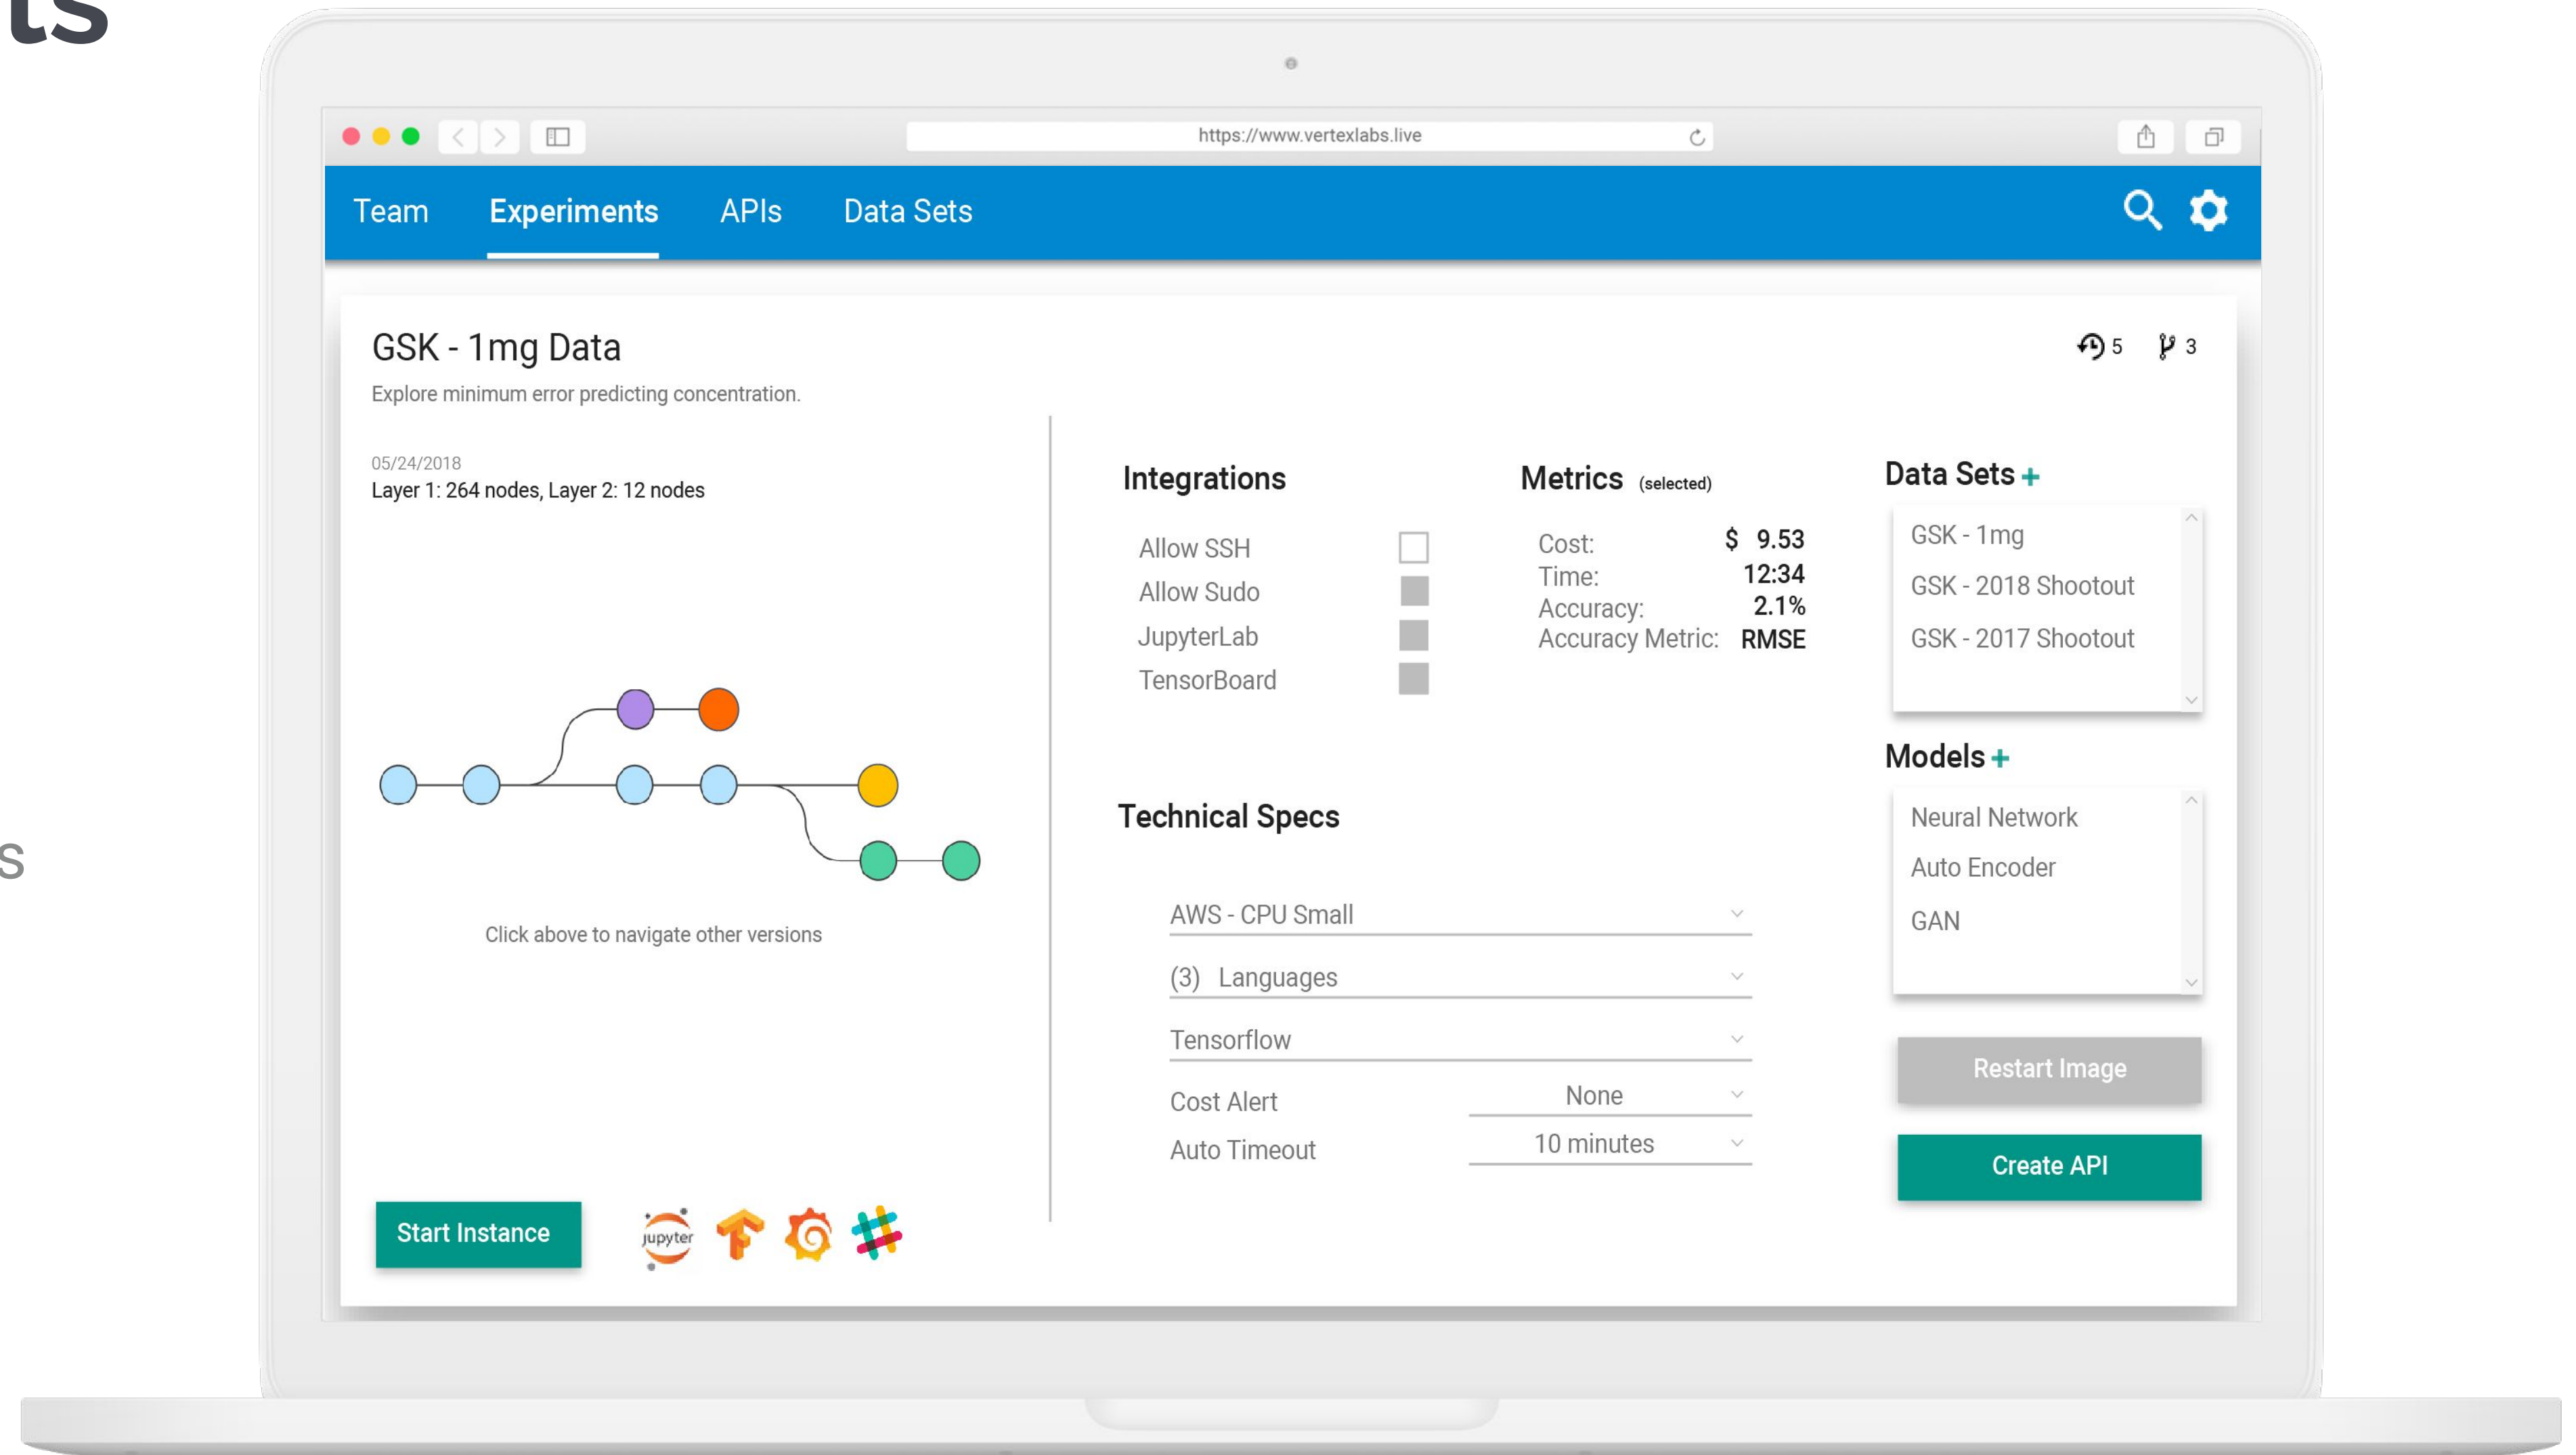 ts
s
https://www.vertexlabs.live
Team Experiments APIs Data Sets
GSK - 1mg Data
5 3
Explore minimum error predicting concentration.
05/24/2018
Layer 1: 264 nodes, Layer 2: 12 nodes
Click above to navigate other versions
Start Instance
jupyter
Integrations
Allow SSH
Allow Sudo
JupyterLab
TensorBoard
Metrics (selected)
Cost: $ 9.53
Time: 12:34
Accuracy: 2.1%
Accuracy Metric: RMSE
Technical Specs
AWS - CPU Small
(3) Languages
Tensorflow
Cost Alert None
Auto Timeout 10 minutes
Data Sets +
GSK - 1mg
GSK - 2018 Shootout
GSK - 2017 Shootout
Models +
Neural Network
Auto Encoder
GAN
Restart Image
Create API